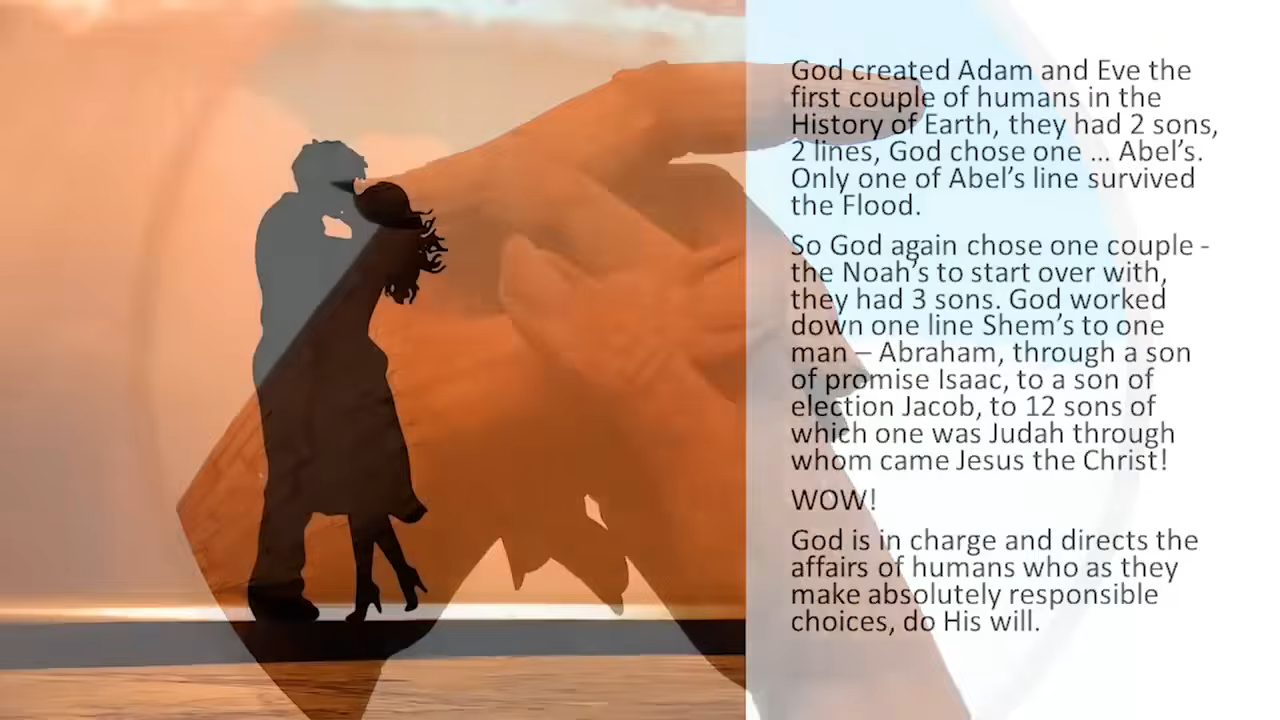 God created Adam and Eve the
first couple of humans in the
History of Earth, they had 2 sons,
2 lines, God chose one … Abel’s.
Only one of Abel’s line survived
the Flood.
So God again chose one couple -
the Noah’s to start over with,
they had 3 sons. God worked
down one line Shem’s to one
man – Abraham, through a son
of promise Isaac, to a son of
election Jacob, to 12 sons of
which one was Judah through
whom came Jesus the Christ!
WOW!
God is in charge and directs the
affairs of humans who as they
make absolutely responsible
choices, do His will.